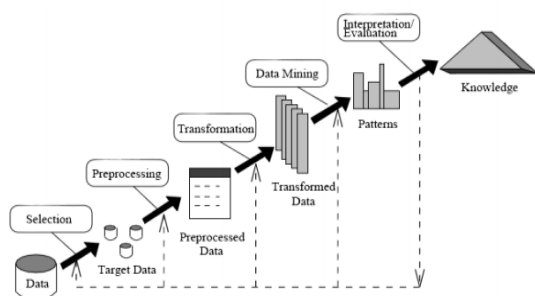 Interpretation/
Evaluation
Data Mining
Knowledge
Transformation
Patterns
Preprocessing
Transformed
Data
Selection
Preprocessed
Data
Target Data
Data